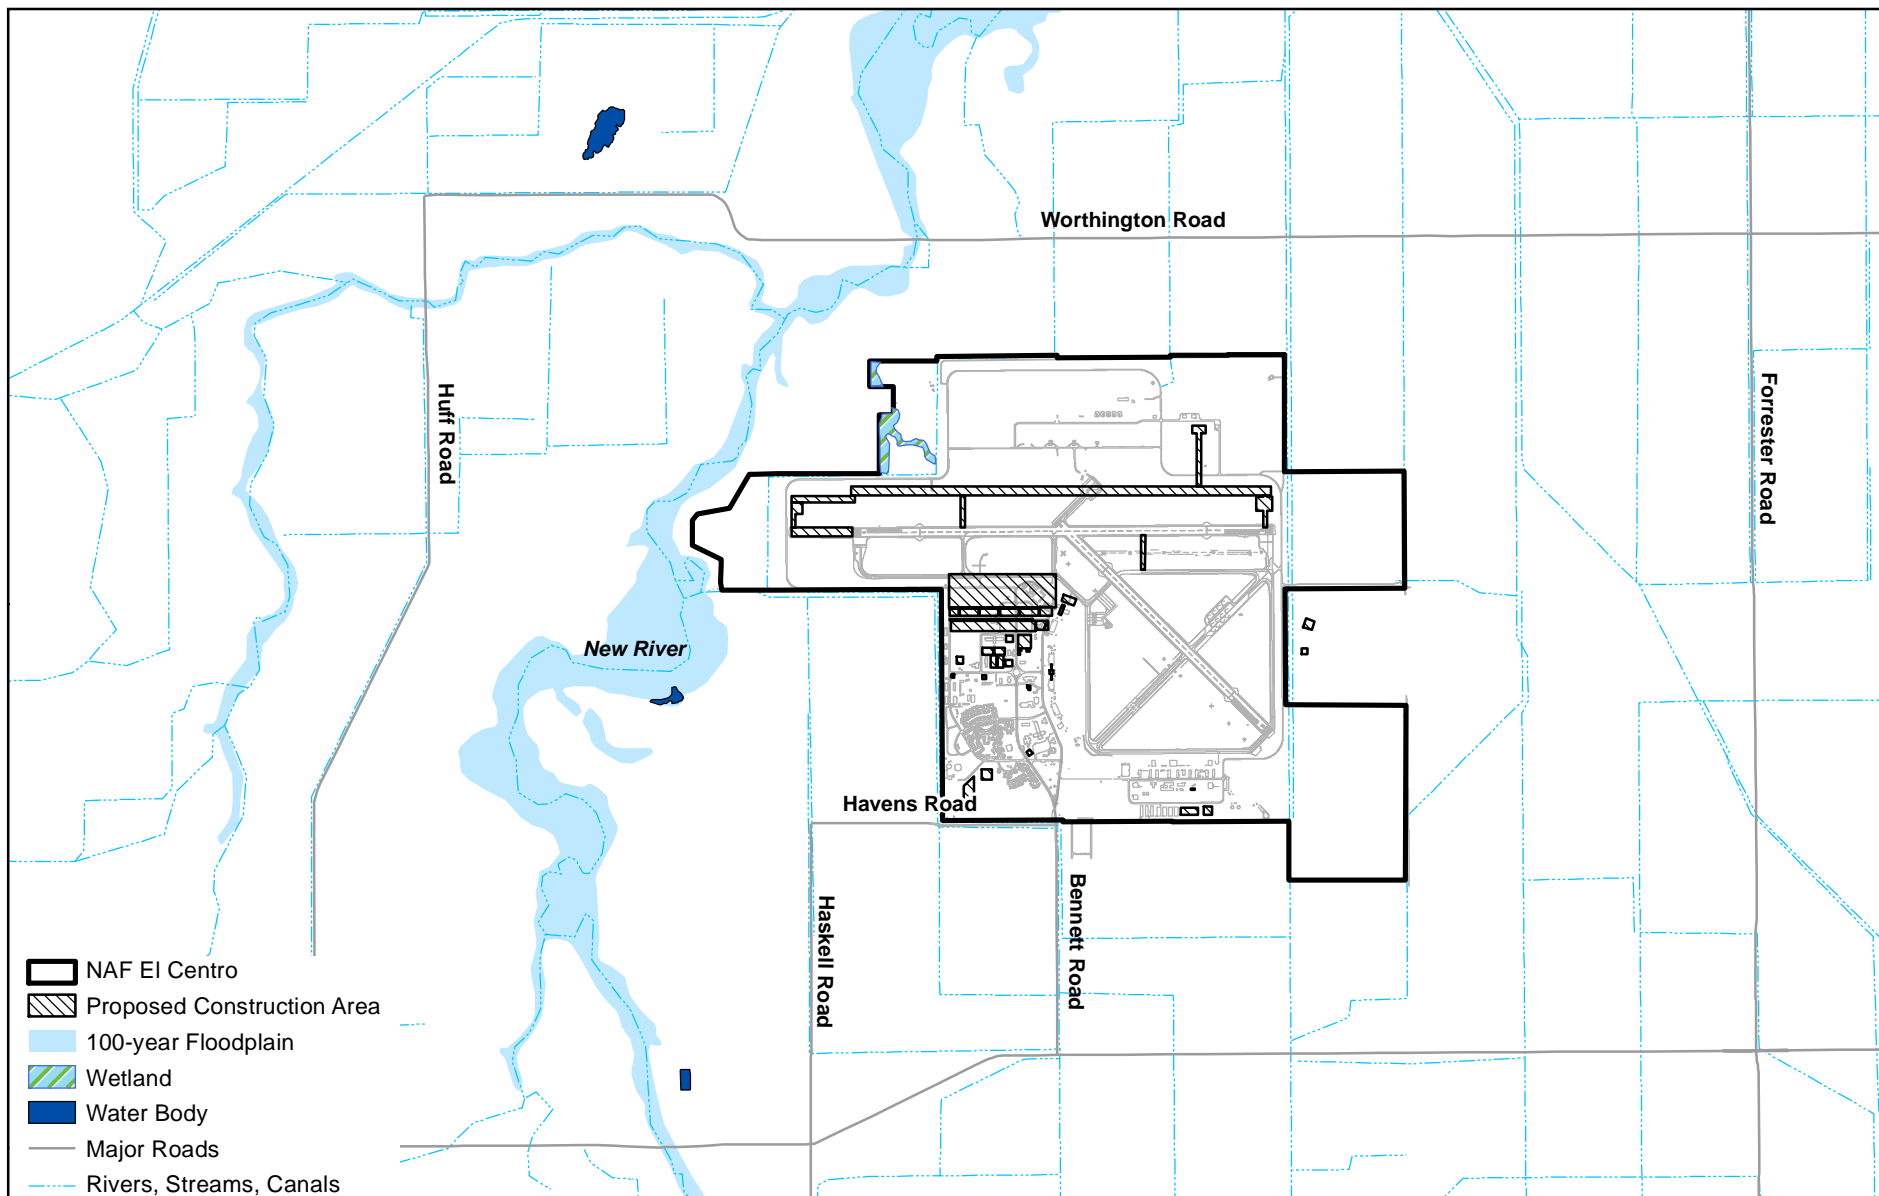 Worthington Road
Huff Road
Forrester Road
New River
Havens Road
Haskell Road
Bennett Road
NAF El Centro
Proposed Construction Area
100-year Floodplain
Wetland
Water Body
Major Roads
Rivers, Streams, Canals